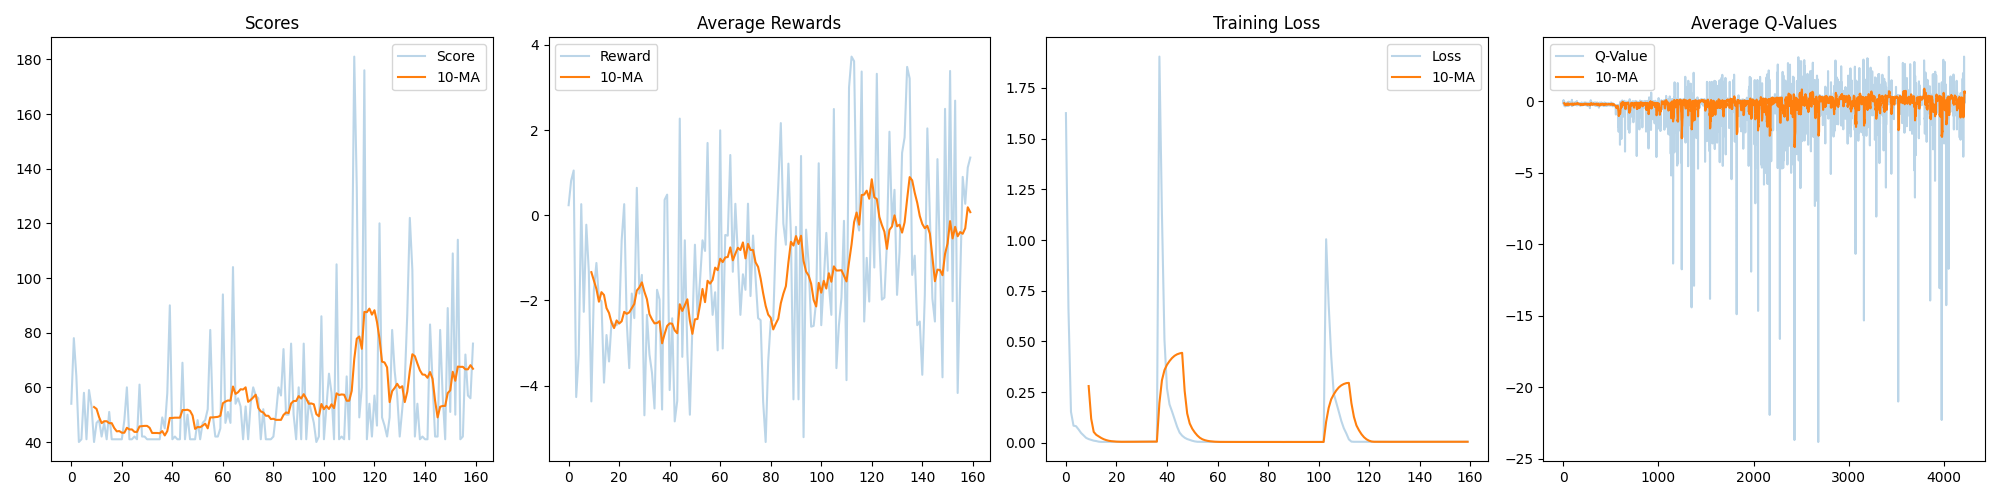 Scores
Score
10-MA
180
160
140
120
100
80
60
40
0 20 40 60 80 100 120 140 160
Average Rewards
Reward
10-MA
4
2
0
−2
−4
0 20 40 60 80 100 120 140 160
Training Loss
Loss
10-MA
1.75
1.50
1.25
1.00
0.75
0.50
0.25
0.00
0 20 40 60 80 100 120 140 160
Average Q-Values
Q-Value
10-MA
0
−5
−10
−15
−20
−25
0 1000 2000 3000 4000